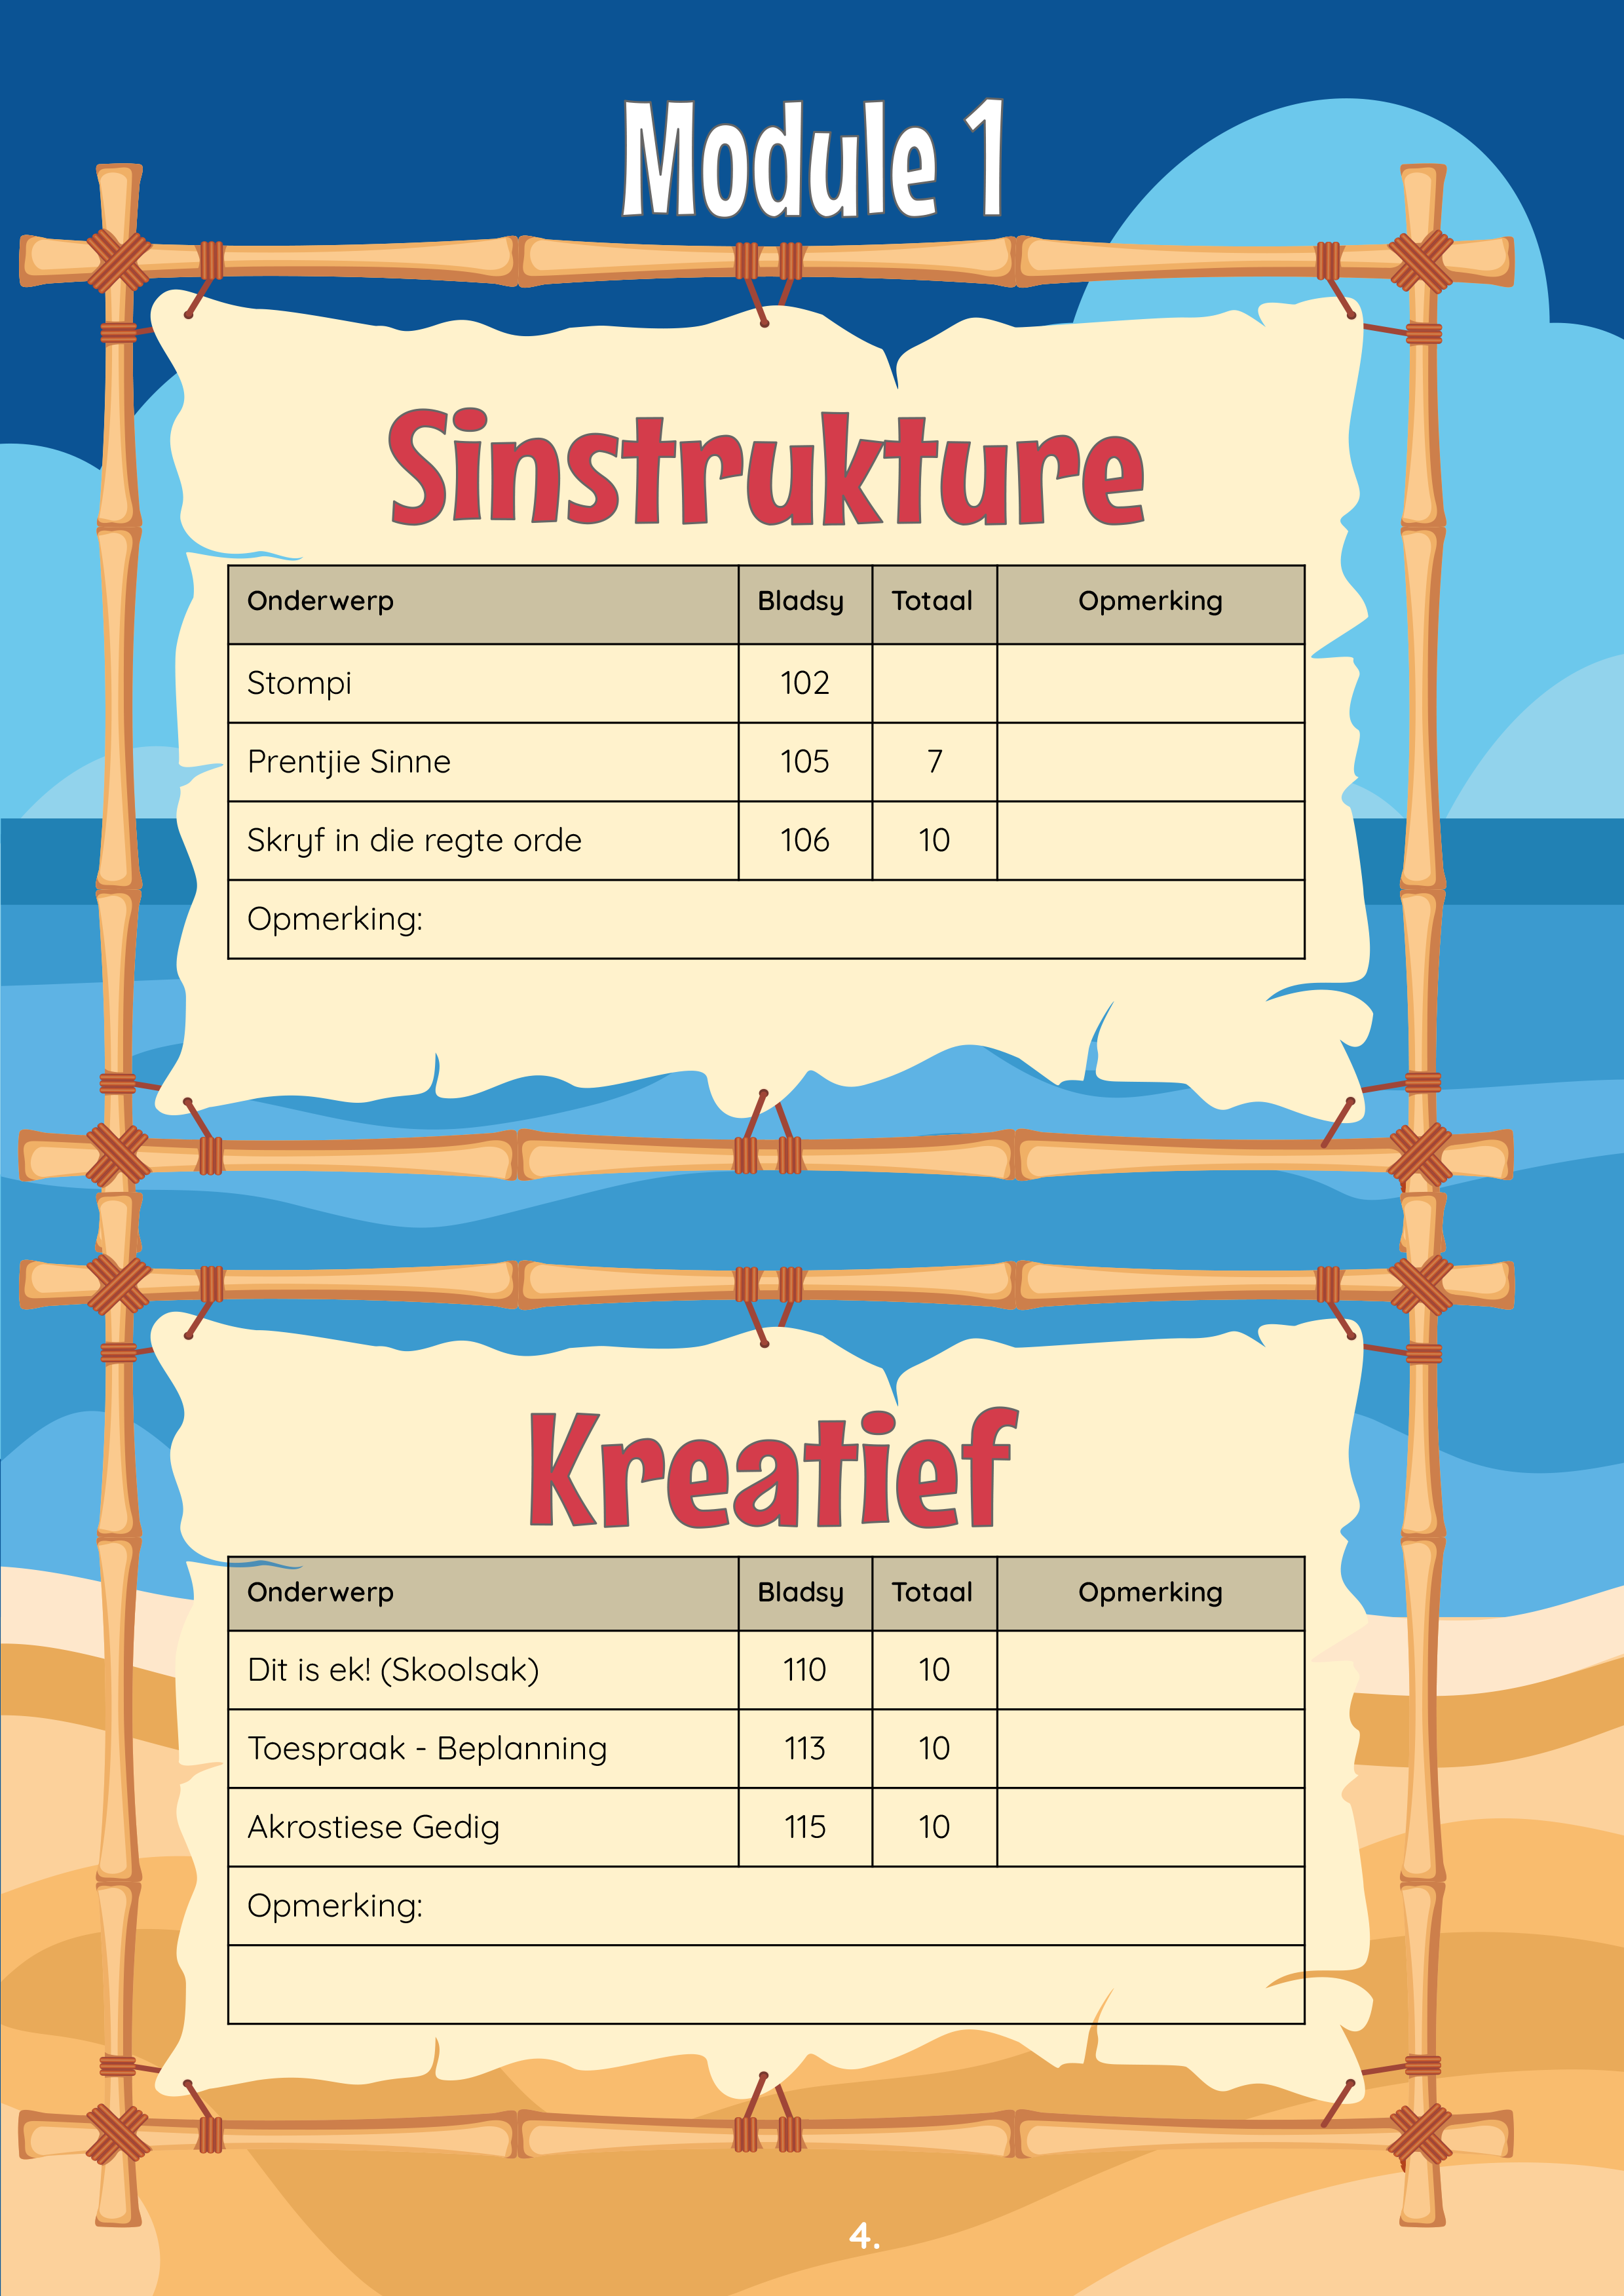 Module 1
Sinstrukture
Onderwerp Bladsy Totaal Opmerking
Stompi 102
Prentjie Sinne 105 7
Skryf in die regte orde 106 10
Opmerking:
Kreatief
Onderwerp Bladsy Totaal Opmerking
Dit is ek! (Skoolsak) 110 10
Toespraak - Beplanning 113 10
Akrostiese Gedig 115 10
Opmerking:
4.